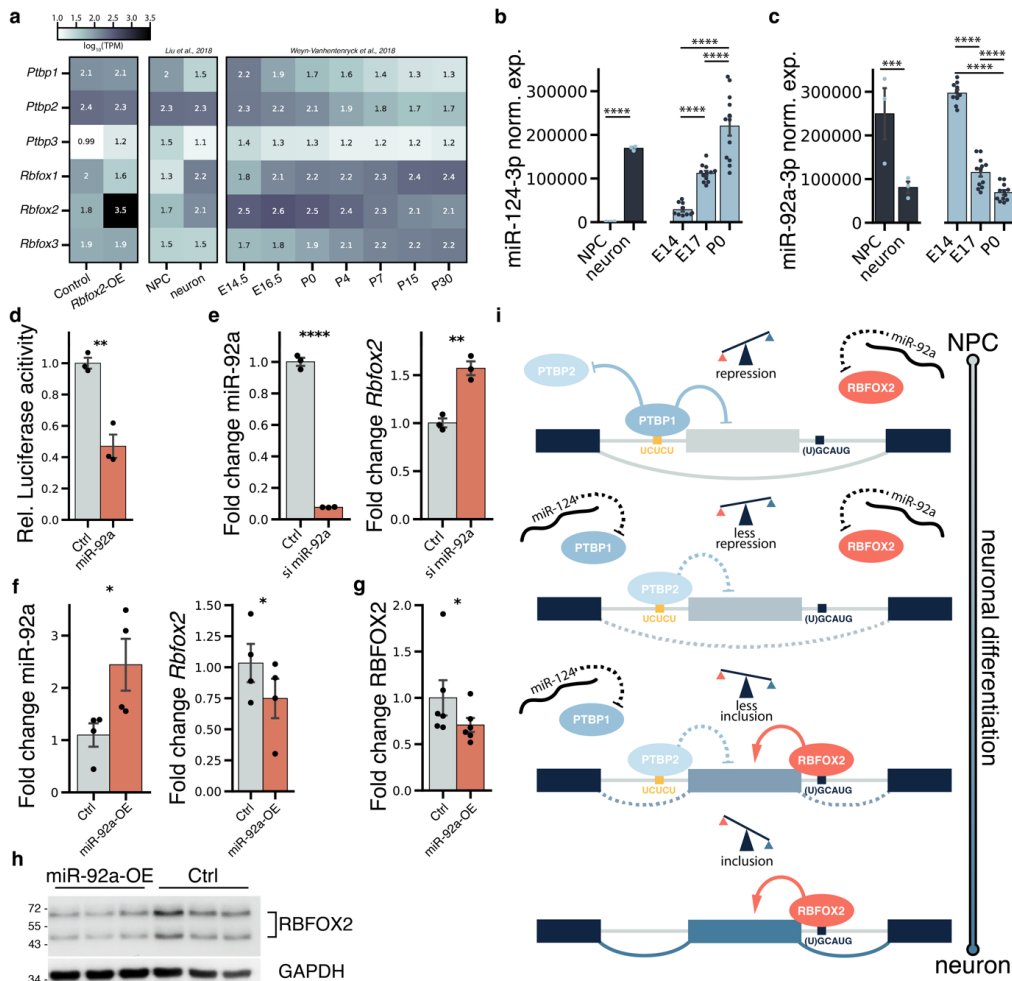 a
1.0 1.5 2.0 2.5 3.0 3.5
log10(TPM)
Liu et al., 2018
Weyn-Vanhentenryck et al., 2018
Ptbp1 2.1 2.1 2 1.5 2.2 1.9 1.7 1.6 1.4 1.3 1.3
Ptbp2 2.4 2.3 2.3 2.3 2.3 2.2 2.1 1.9 1.8 1.7 1.7
Ptbp3 0.99 1.2 1.5 1.1 1.4 1.3 1.3 1.2 1.2 1.2 1.2
Rbfox1 2 1.6 1.3 2.2 1.8 2.1 2.1 2.2 2.3 2.4 2.4
Rbfox2 1.8 3.5 1.7 2.1 2.5 2.6 2.5 2.4 2.1 2.2 2.2
Rbfox3 1.9 1.9 1.5 1.5 1.7 1.8 1.9 2.1 2.2 2.2 2.2
Control Rbfox2-OE NPC neuron E14.5 E16.5 P0 P4 P7 P15 P30
b
miR-124-3p norm. exp.
300000
200000
100000
0
****
****
****
****
NPC neuron E14 E17 P0
c
miR-92a-3p norm. exp.
300000
200000
100000
0
***
****
****
****
NPC neuron E14 E17 P0
d
Rel. Luciferase acitivity
1.0
0.8
0.6
0.4
0.2
0.0
**
Ctrl miR-92a
e
Fold change miR-92a
1.0
0.8
0.6
0.4
0.2
0.0
****
Ctrl si miR-92a
Fold change Rbfox2
1.5
1.0
0.5
0.0
**
Ctrl si miR-92a
f
Fold change miR-92a
3
2
1
0
*
Ctrl miR-92a-OE
Fold change Rbfox2
1.50
1.25
1.00
0.75
0.50
0.25
0.00
*
Ctrl miR-92a-OE
g
Fold change RBFOX2
2.0
1.5
1.0
0.5
0.0
*
Ctrl miR-92a-OE
h
miR-92a-OE Ctrl
72 -
55 -
43 -
RBFOX2
34 -
GAPDH
i
NPC
PTBP2
PTBP1
repression
miR-92a
RBFOX2
UCUCU
(U)GCAUG
miR-124
PTBP1
less
repression
miR-92a
RBFOX2
PTBP2
UCUCU
(U)GCAUG
miR-124
PTBP1
less
inclusion
PTBP2
RBFOX2
UCUCU
(U)GCAUG
inclusion
RBFOX2
(U)GCAUG
neuronal differentiation
neuron